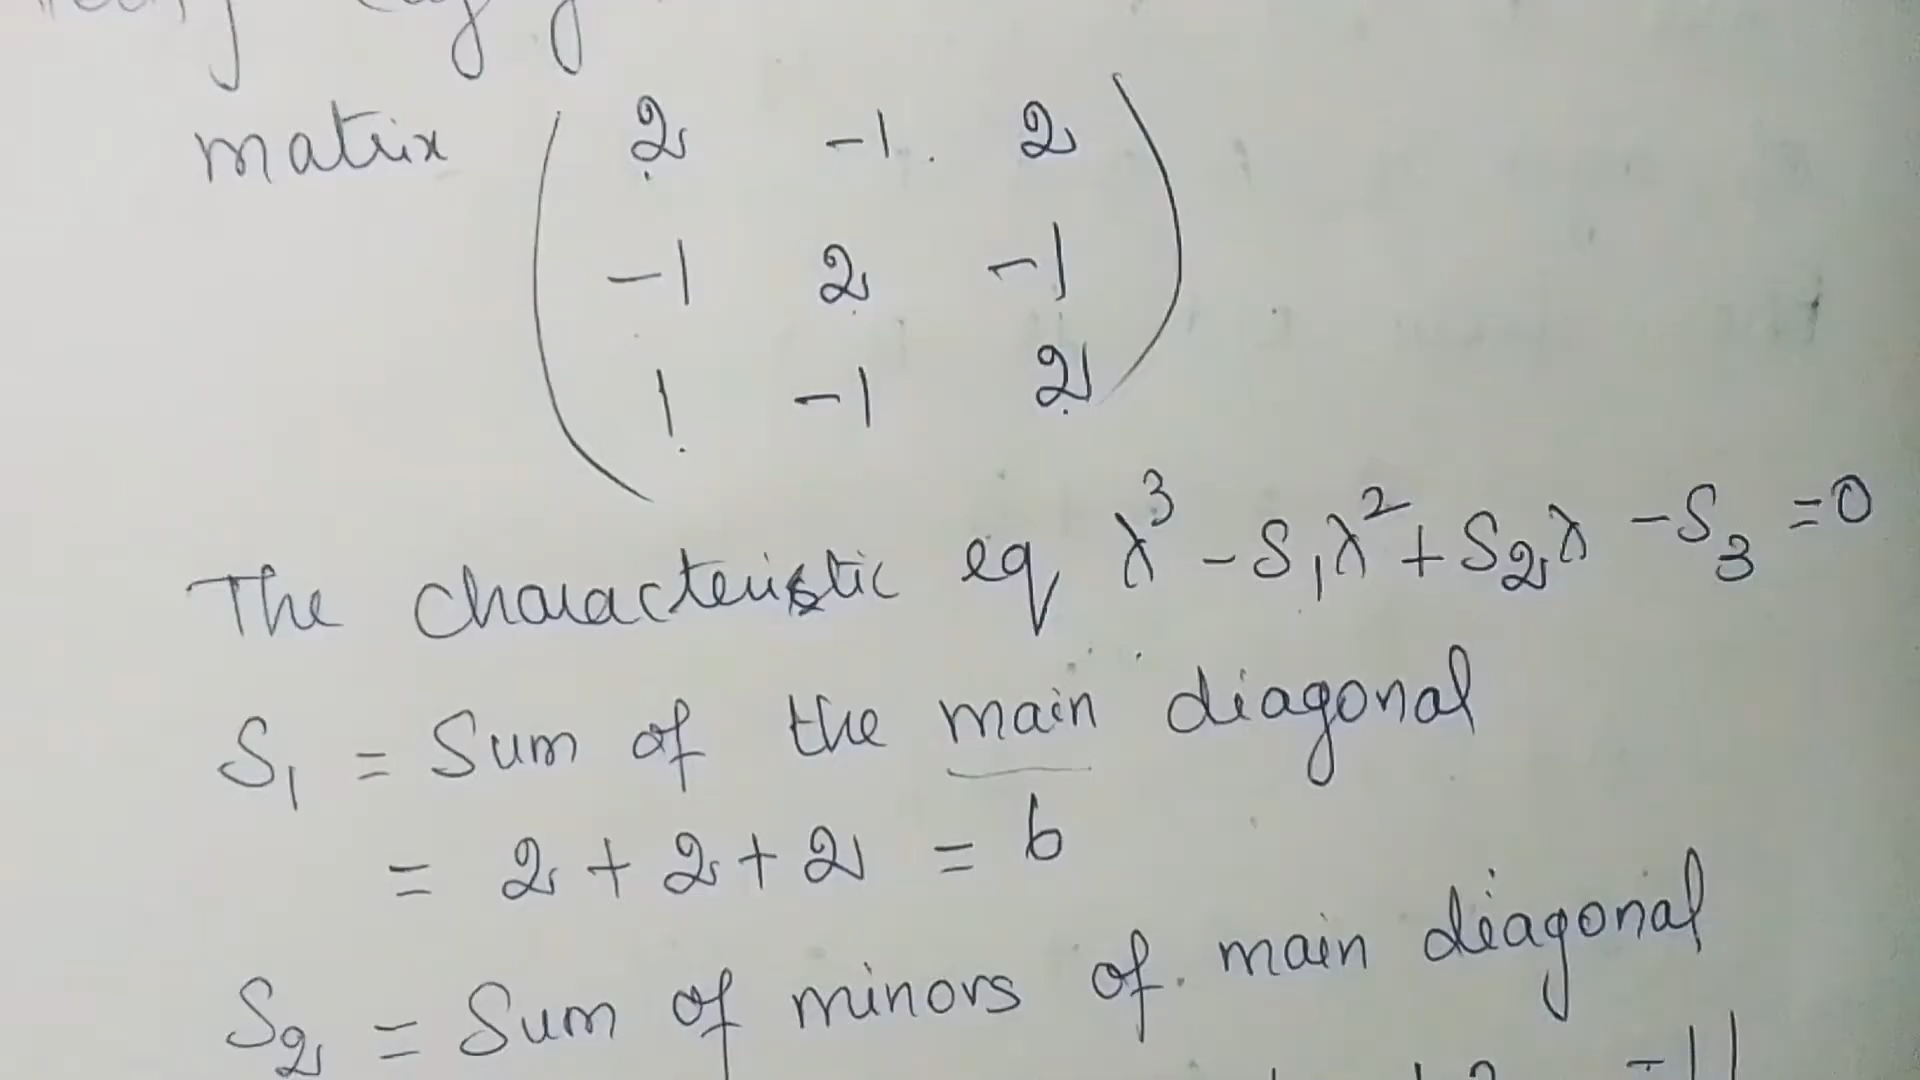 matrix ( 2 -1 2
-1 2 -1
1 -1 2 )
The characteristic eq λ³ - S₁λ² + S₂λ - S₃ = 0
S₁ = Sum of the main diagonal
= 2 + 2 + 2 = 6
S₂ = Sum of minors of main diagonal